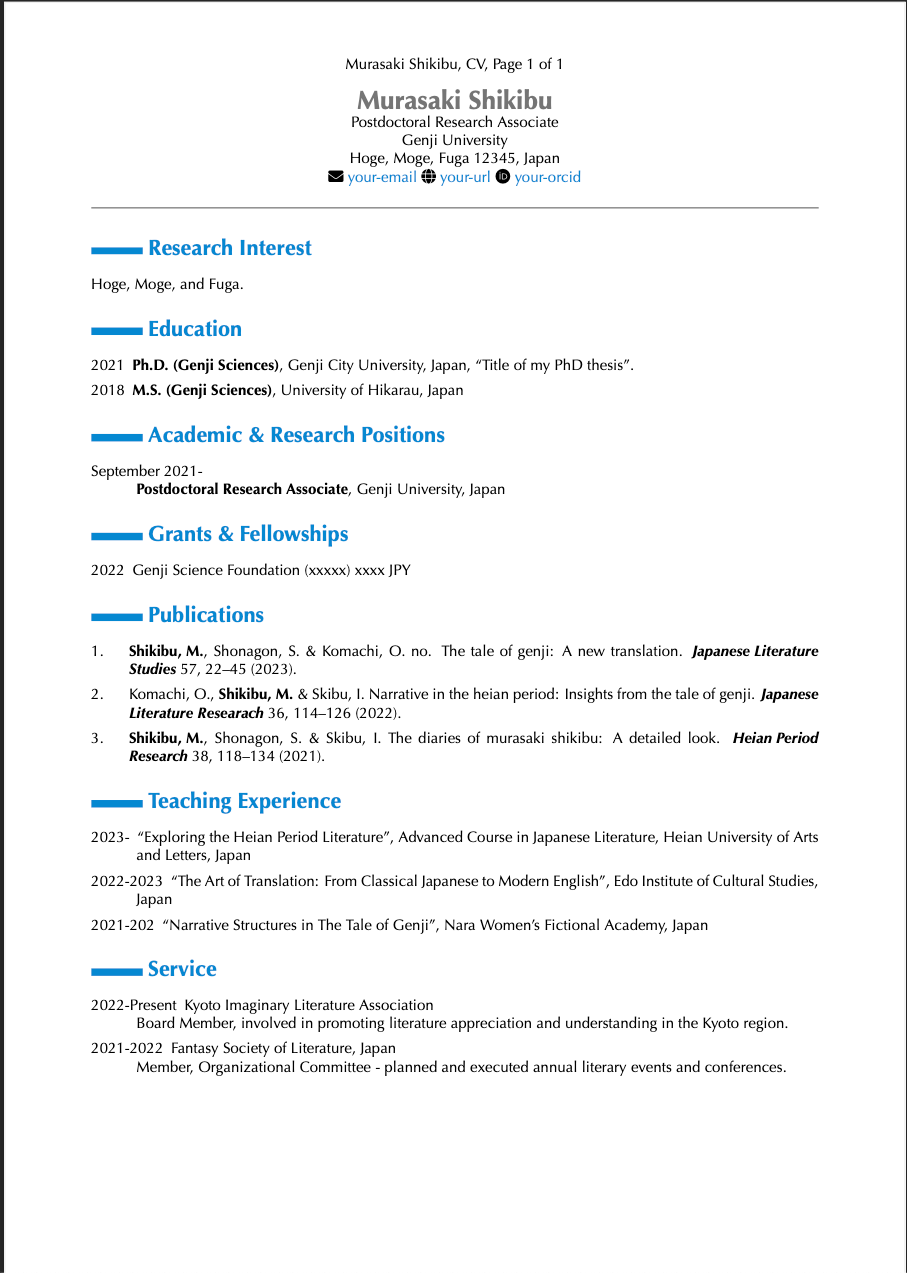 Murasaki Shikibu, CV, Page 1 of 1
Murasaki Shikibu
Postdoctoral Research Associate
Genji University
Hoge, Moge, Fuga 12345, Japan
your-email your-url iD your-orcid
Research Interest
Hoge, Moge, and Fuga.
Education
2021 Ph.D. (Genji Sciences), Genji City University, Japan, “Title of my PhD thesis”.
2018 M.S. (Genji Sciences), University of Hikarau, Japan
Academic & Research Positions
September 2021-
Postdoctoral Research Associate, Genji University, Japan
Grants & Fellowships
2022 Genji Science Foundation (xxxxx) xxxx JPY
Publications
1. Shikibu, M., Shonagon, S. & Komachi, O. no. The tale of genji: A new translation. Japanese Literature
Studies 57, 22–45 (2023).
2. Komachi, O., Shikibu, M. & Skibu, I. Narrative in the heian period: Insights from the tale of genji. Japanese
Literature Researach 36, 114–126 (2022).
3. Shikibu, M., Shonagon, S. & Skibu, I. The diaries of murasaki shikibu: A detailed look. Heian Period
Research 38, 118–134 (2021).
Teaching Experience
2023- “Exploring the Heian Period Literature”, Advanced Course in Japanese Literature, Heian University of Arts
and Letters, Japan
2022-2023 “The Art of Translation: From Classical Japanese to Modern English”, Edo Institute of Cultural Studies,
Japan
2021-202 “Narrative Structures in The Tale of Genji”, Nara Women’s Fictional Academy, Japan
Service
2022-Present Kyoto Imaginary Literature Association
Board Member, involved in promoting literature appreciation and understanding in the Kyoto region.
2021-2022 Fantasy Society of Literature, Japan
Member, Organizational Committee - planned and executed annual literary events and conferences.